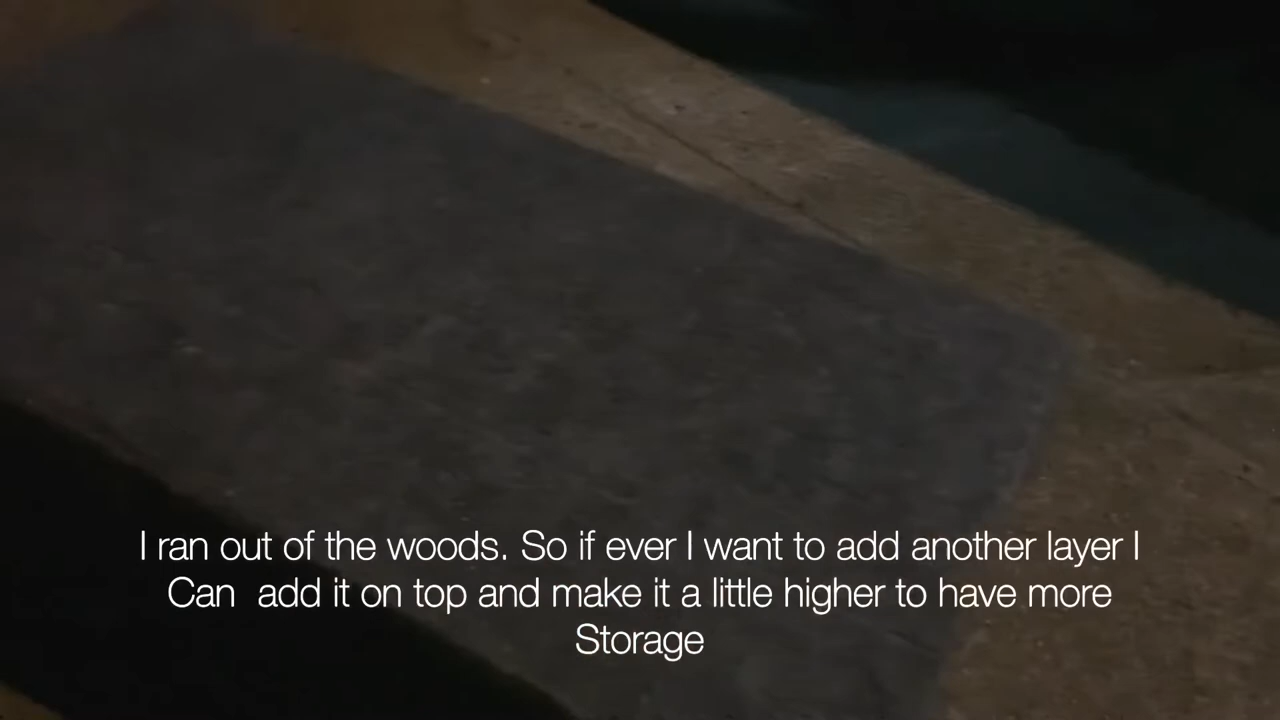 I ran out of the woods. So if ever I want to add another layer I
Can  add it on top and make it a little higher to have more
Storage